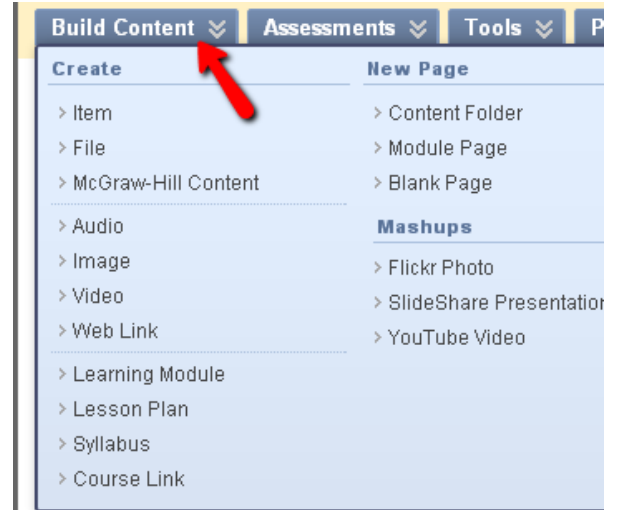 Build Content Assessments Tools P
Create
> Item
> File
> McGraw-Hill Content
> Audio
> Image
> Video
> Web Link
> Learning Module
> Lesson Plan
> Syllabus
> Course Link
New Page
> Content Folder
> Module Page
> Blank Page
Mashups
> Flickr Photo
> SlideShare Presentation
> YouTube Video